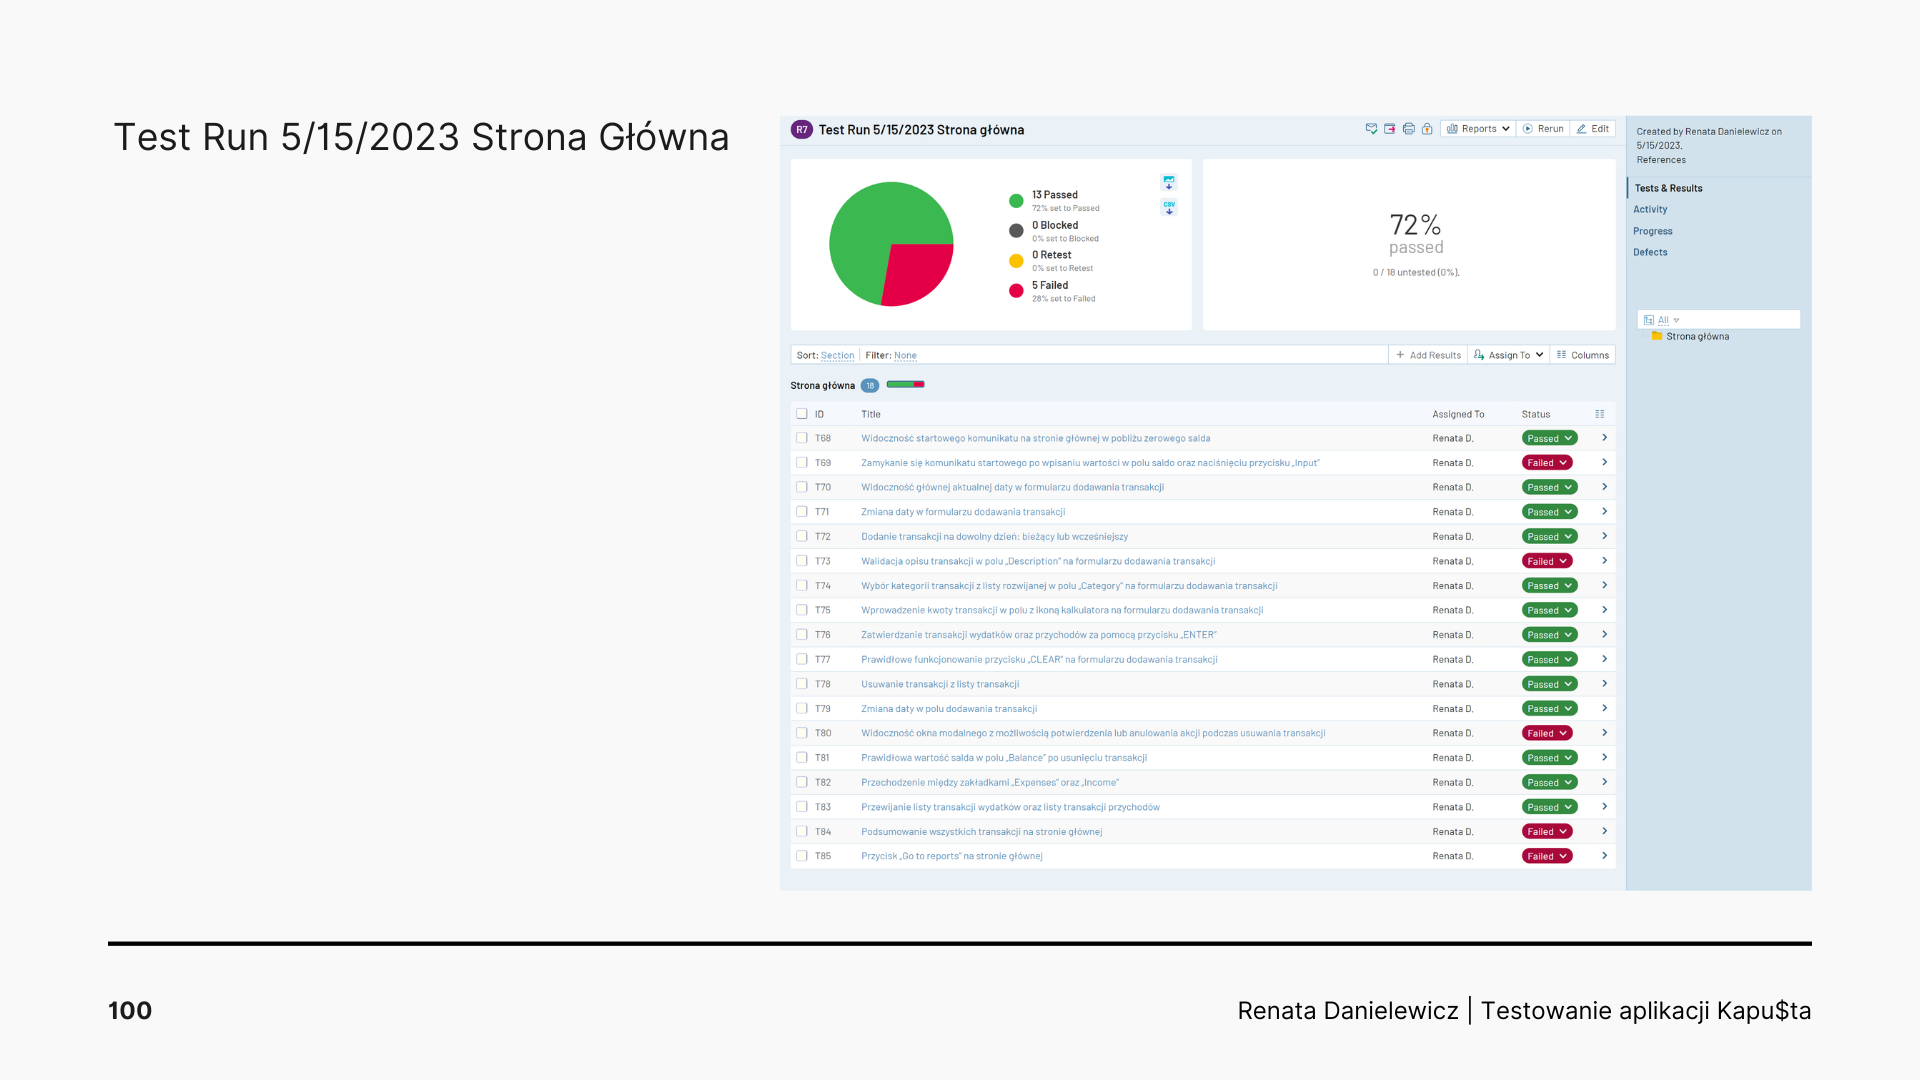 Test Run 5/15/2023 Strona Główna
R7 Test Run 5/15/2023 Strona główna
Reports Rerun Edit
Created by Renata Danielewicz on
5/15/2023.
References
Tests & Results
Activity
Progress
Defects
All
Strona główna
13 Passed
72% set to Passed
0 Blocked
0% set to Blocked
0 Retest
0% set to Retest
5 Failed
28% set to Failed
CSV
72%
passed
0 / 18 untested (0%).
Sort: Section Filter: None
Add Results Assign To Columns
Strona główna 18
ID Title Assigned To Status
T68 Widoczność startowego komunikatu na stronie głównej w pobliżu zerowego salda Renata D. Passed
T69 Zamykanie się komunikatu startowego po wpisaniu wartości w polu saldo oraz naciśnięciu przycisku „Input” Renata D. Failed
T70 Widoczność głównej aktualnej daty w formularzu dodawania transakcji Renata D. Passed
T71 Zmiana daty w formularzu dodawania transakcji Renata D. Passed
T72 Dodanie transakcji na dowolny dzień: bieżący lub wcześniejszy Renata D. Passed
T73 Walidacja opisu transakcji w polu „Description” na formularzu dodawania transakcji Renata D. Failed
T74 Wybór kategorii transakcji z listy rozwijanej w polu „Category” na formularzu dodawania transakcji Renata D. Passed
T75 Wprowadzenie kwoty transakcji w polu z ikoną kalkulatora na formularzu dodawania transakcji Renata D. Passed
T76 Zatwierdzanie transakcji wydatków oraz przychodów za pomocą przycisku „ENTER” Renata D. Passed
T77 Prawidłowe funkcjonowanie przycisku „CLEAR” na formularzu dodawania transakcji Renata D. Passed
T78 Usuwanie transakcji z listy transakcji Renata D. Passed
T79 Zmiana daty w polu dodawania transakcji Renata D. Passed
T80 Widoczność okna modalnego z możliwością potwierdzenia lub anulowania akcji podczas usuwania transakcji Renata D. Failed
T81 Prawidłowa wartość salda w polu „Balance” po usunięciu transakcji Renata D. Passed
T82 Przechodzenie między zakładkami „Expenses” oraz „Income” Renata D. Passed
T83 Przewijanie listy transakcji wydatków oraz listy transakcji przychodów Renata D. Passed
T84 Podsumowanie wszystkich transakcji na stronie głównej Renata D. Failed
T85 Przycisk „Go to reports” na stronie głównej Renata D. Failed
100
Renata Danielewicz | Testowanie aplikacji Kapu$ta